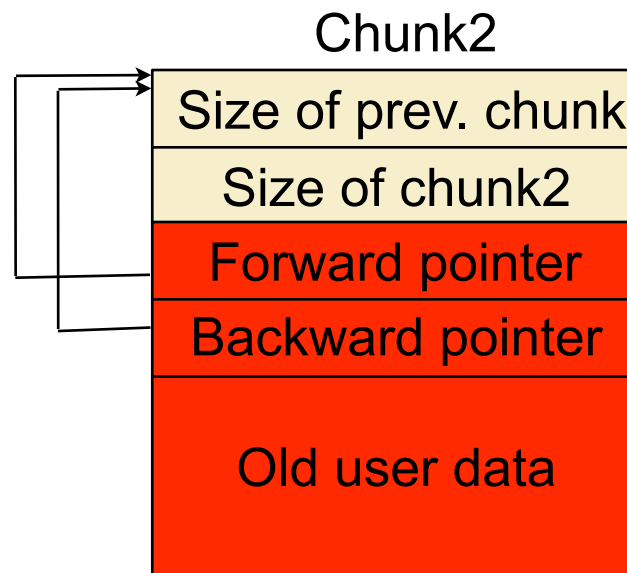 Chunk2
Size of prev. chunk
Size of chunk2
Forward pointer
Backward pointer
Old user data